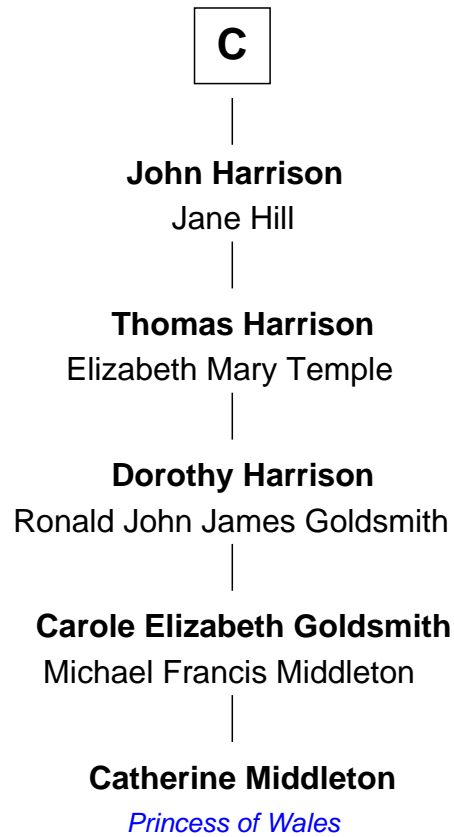 C
John Harrison
Jane Hill
Thomas Harrison
Elizabeth Mary Temple
Dorothy Harrison
Ronald John James Goldsmith
Carole Elizabeth Goldsmith
Michael Francis Middleton
Catherine Middleton
Princess of Wales